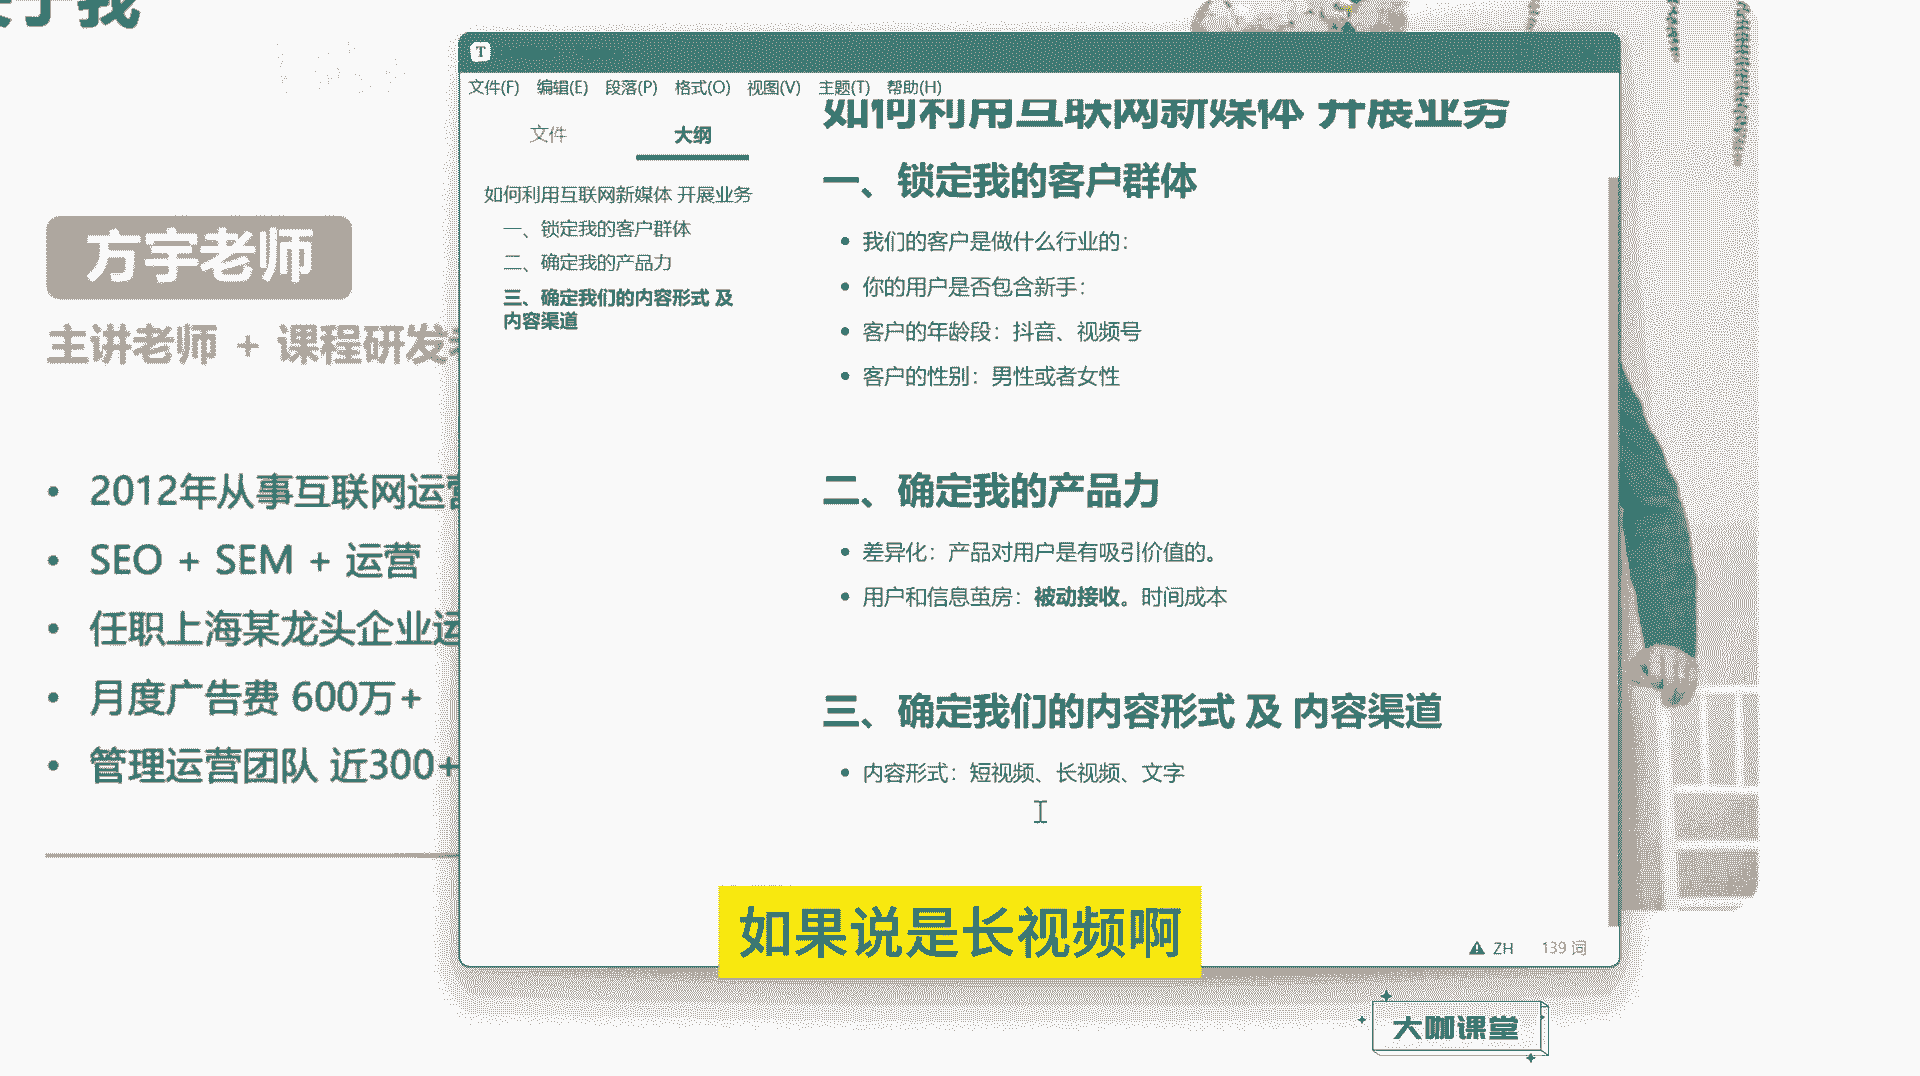 于我
方宇老师
主讲老师 + 课程研发
2012年从事互联网运营
SEO + SEM + 运营
任职上海某龙头企业运
月度广告费 600万+
管理运营团队 近300+
T
文件(F) 编辑(E) 段落(P) 格式(O) 视图(V) 主题(T) 帮助(H)
文件 大纲
如何利用互联网新媒体 开展业务
一、锁定我的客户群体
二、确定我的产品力
三、确定我们的内容形式 及
内容渠道
如何利用互联网新媒体 开展业务
一、锁定我的客户群体
我们的客户是做什么行业的：
你的用户是否包含新手：
客户的年龄段：抖音、视频号
客户的性别：男性或者女性
二、确定我的产品力
差异化：产品对用户是有吸引价值的。
用户和信息茧房：被动接收。时间成本
三、确定我们的内容形式 及 内容渠道
内容形式：短视频、长视频、文字
如果说是长视频啊
ZH 139 词
大咖课堂